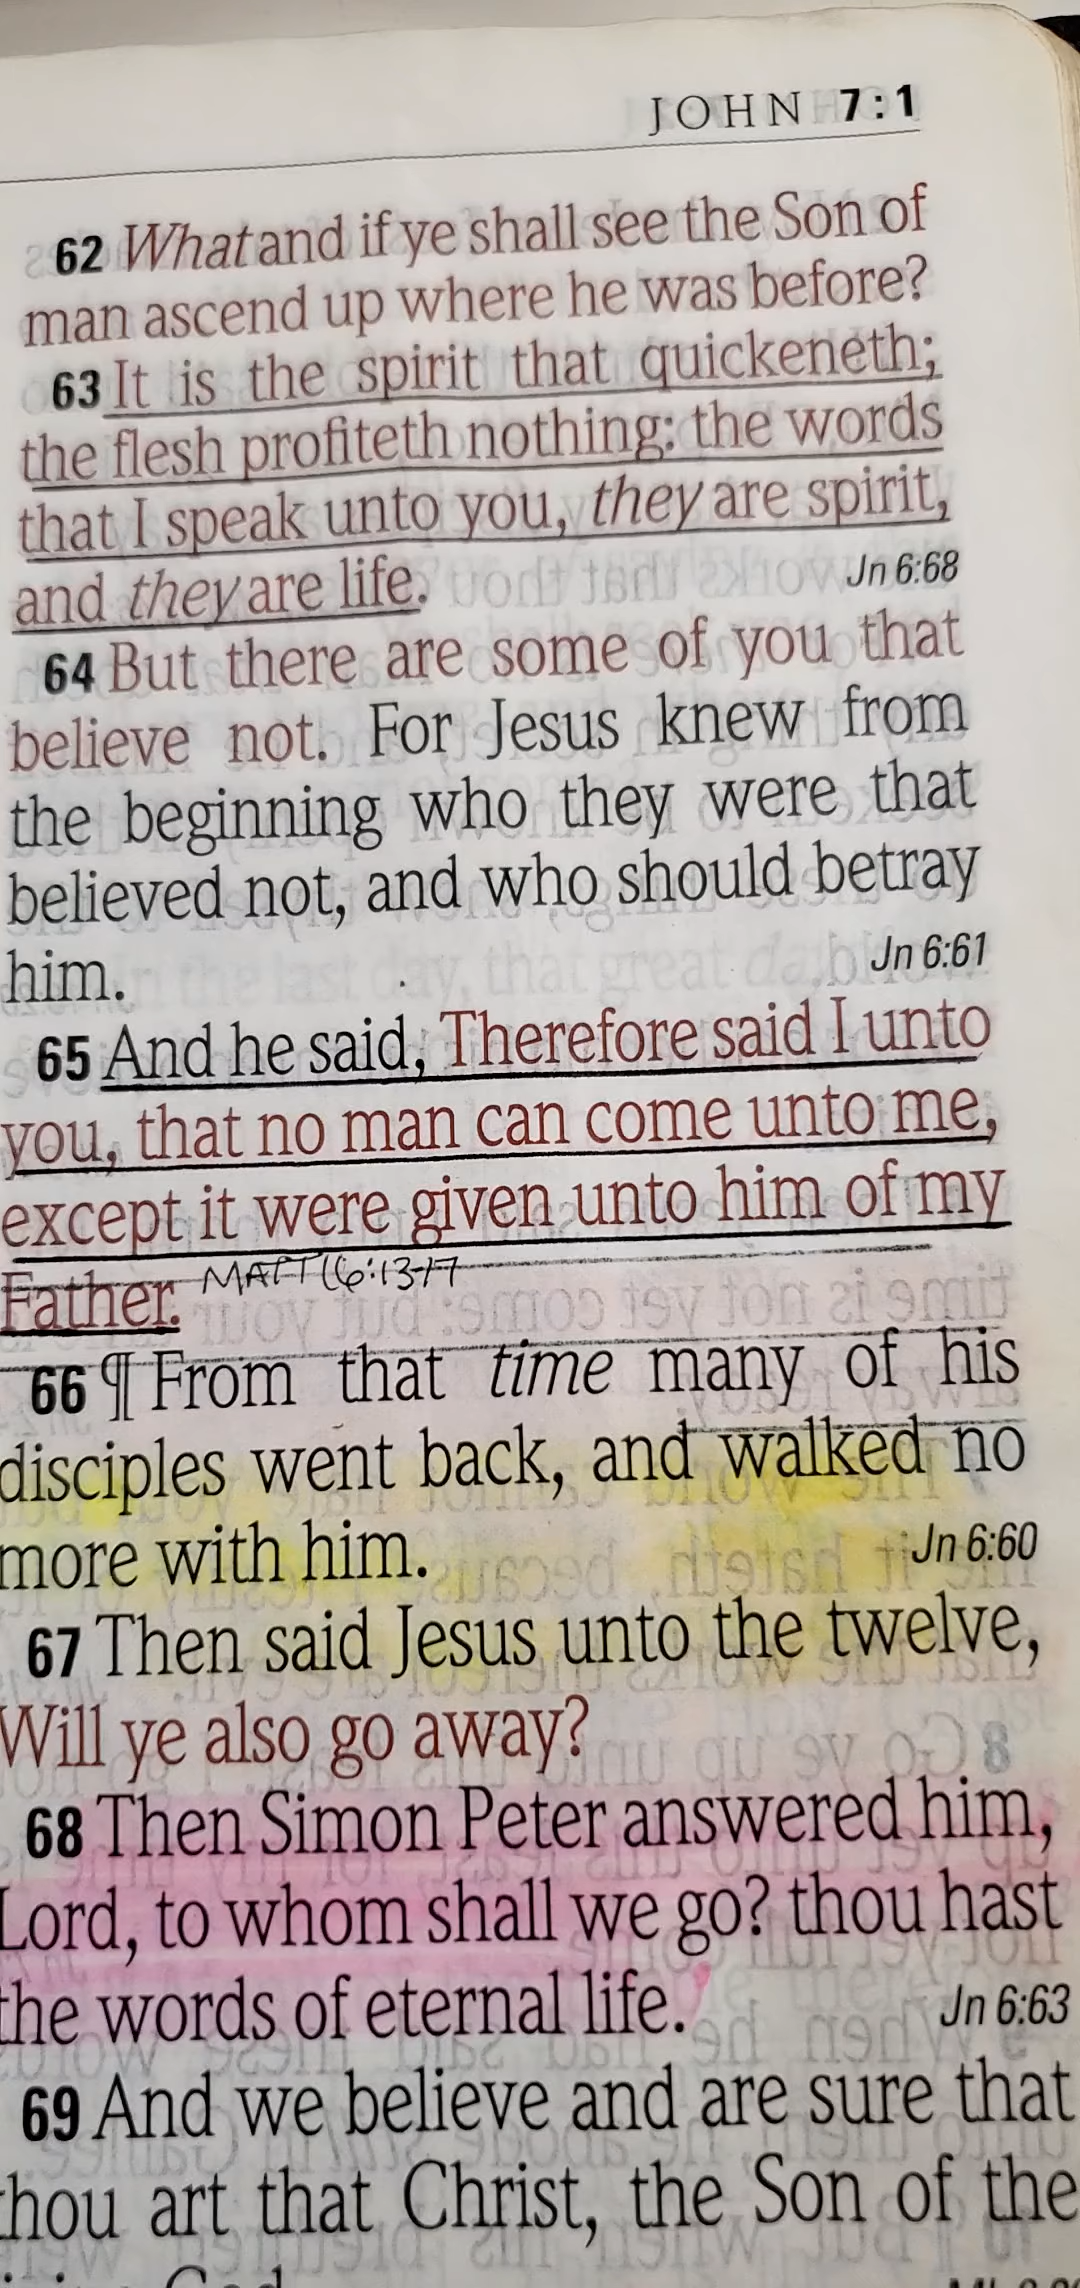 JOHN 7:1
62 What and if ye shall see the Son of
man ascend up where he was before?
63 It is the spirit that quickeneth;
the flesh profiteth nothing: the words
that I speak unto you, they are spirit,
and they are life. Jn 6:68
64 But there are some of you that
believe not. For Jesus knew from
the beginning who they were that
believed not, and who should betray
him. Jn 6:61
65 And he said, Therefore said I unto
you, that no man can come unto me,
except it were given unto him of my
Father. MATT 16:13-17
66 ¶ From that time many of his
disciples went back, and walked no
more with him. Jn 6:60
67 Then said Jesus unto the twelve,
Will ye also go away?
68 Then Simon Peter answered him,
Lord, to whom shall we go? thou hast
the words of eternal life. Jn 6:63
69 And we believe and are sure that
thou art that Christ, the Son of the